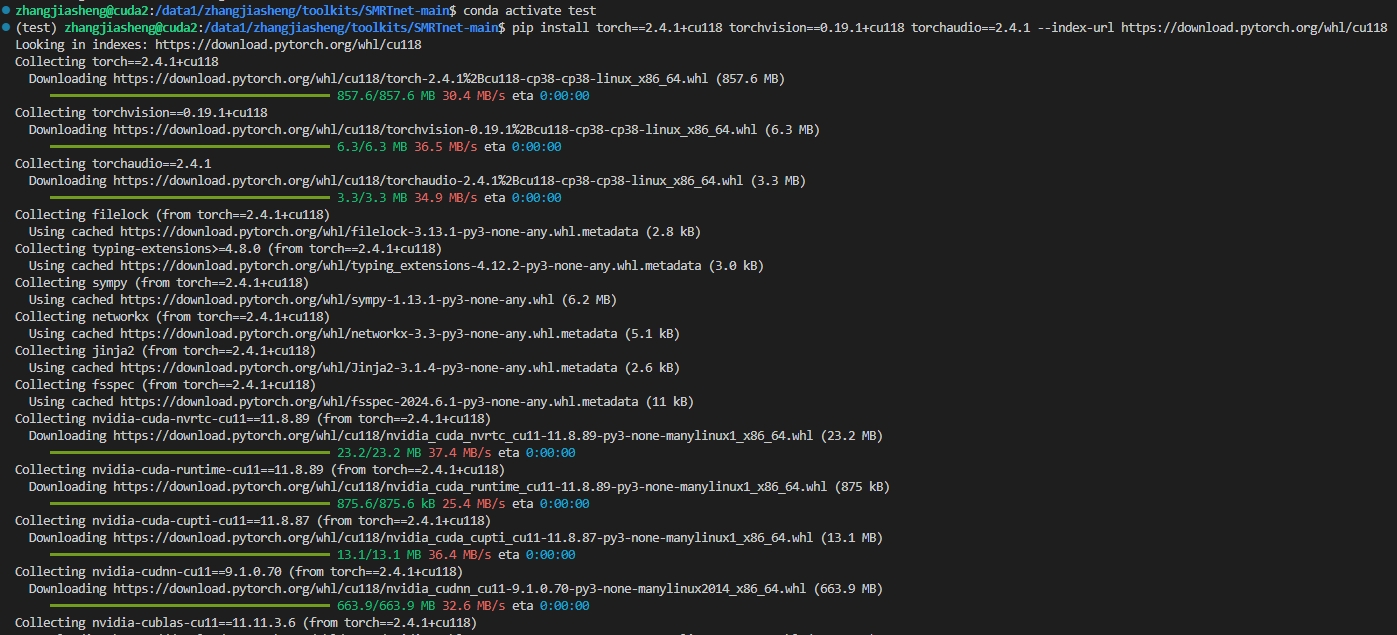 zhangjiasheng@cuda2:/data1/zhangjiasheng/toolkits/SMRTnet-main$ conda activate test
(test) zhangjiasheng@cuda2:/data1/zhangjiasheng/toolkits/SMRTnet-main$ pip install torch==2.4.1+cu118 torchvision==0.19.1+cu118 torchaudio==2.4.1 --index-url https://download.pytorch.org/whl/cu118
Looking in indexes: https://download.pytorch.org/whl/cu118
Collecting torch==2.4.1+cu118
Downloading https://download.pytorch.org/whl/cu118/torch-2.4.1%2Bcu118-cp38-cp38-linux_x86_64.whl (857.6 MB)
857.6/857.6 MB 30.4 MB/s eta 0:00:00
Collecting torchvision==0.19.1+cu118
Downloading https://download.pytorch.org/whl/cu118/torchvision-0.19.1%2Bcu118-cp38-cp38-linux_x86_64.whl (6.3 MB)
6.3/6.3 MB 36.5 MB/s eta 0:00:00
Collecting torchaudio==2.4.1
Downloading https://download.pytorch.org/whl/cu118/torchaudio-2.4.1%2Bcu118-cp38-cp38-linux_x86_64.whl (3.3 MB)
3.3/3.3 MB 34.9 MB/s eta 0:00:00
Collecting filelock (from torch==2.4.1+cu118)
Using cached https://download.pytorch.org/whl/filelock-3.13.1-py3-none-any.whl.metadata (2.8 kB)
Collecting typing-extensions>=4.8.0 (from torch==2.4.1+cu118)
Using cached https://download.pytorch.org/whl/typing_extensions-4.12.2-py3-none-any.whl.metadata (3.0 kB)
Collecting sympy (from torch==2.4.1+cu118)
Using cached https://download.pytorch.org/whl/sympy-1.13.1-py3-none-any.whl (6.2 MB)
Collecting networkx (from torch==2.4.1+cu118)
Using cached https://download.pytorch.org/whl/networkx-3.3-py3-none-any.whl.metadata (5.1 kB)
Collecting jinja2 (from torch==2.4.1+cu118)
Using cached https://download.pytorch.org/whl/Jinja2-3.1.4-py3-none-any.whl.metadata (2.6 kB)
Collecting fsspec (from torch==2.4.1+cu118)
Using cached https://download.pytorch.org/whl/fsspec-2024.6.1-py3-none-any.whl.metadata (11 kB)
Collecting nvidia-cuda-nvrtc-cu11==11.8.89 (from torch==2.4.1+cu118)
Downloading https://download.pytorch.org/whl/cu118/nvidia_cuda_nvrtc_cu11-11.8.89-py3-none-manylinux1_x86_64.whl (23.2 MB)
23.2/23.2 MB 37.4 MB/s eta 0:00:00
Collecting nvidia-cuda-runtime-cu11==11.8.89 (from torch==2.4.1+cu118)
Downloading https://download.pytorch.org/whl/cu118/nvidia_cuda_runtime_cu11-11.8.89-py3-none-manylinux1_x86_64.whl (875 kB)
875.6/875.6 kB 25.4 MB/s eta 0:00:00
Collecting nvidia-cuda-cupti-cu11==11.8.87 (from torch==2.4.1+cu118)
Downloading https://download.pytorch.org/whl/cu118/nvidia_cuda_cupti_cu11-11.8.87-py3-none-manylinux1_x86_64.whl (13.1 MB)
13.1/13.1 MB 36.4 MB/s eta 0:00:00
Collecting nvidia-cudnn-cu11==9.1.0.70 (from torch==2.4.1+cu118)
Downloading https://download.pytorch.org/whl/cu118/nvidia_cudnn_cu11-9.1.0.70-py3-none-manylinux2014_x86_64.whl (663.9 MB)
663.9/663.9 MB 32.6 MB/s eta 0:00:00
Collecting nvidia-cublas-cu11==11.11.3.6 (from torch==2.4.1+cu118)